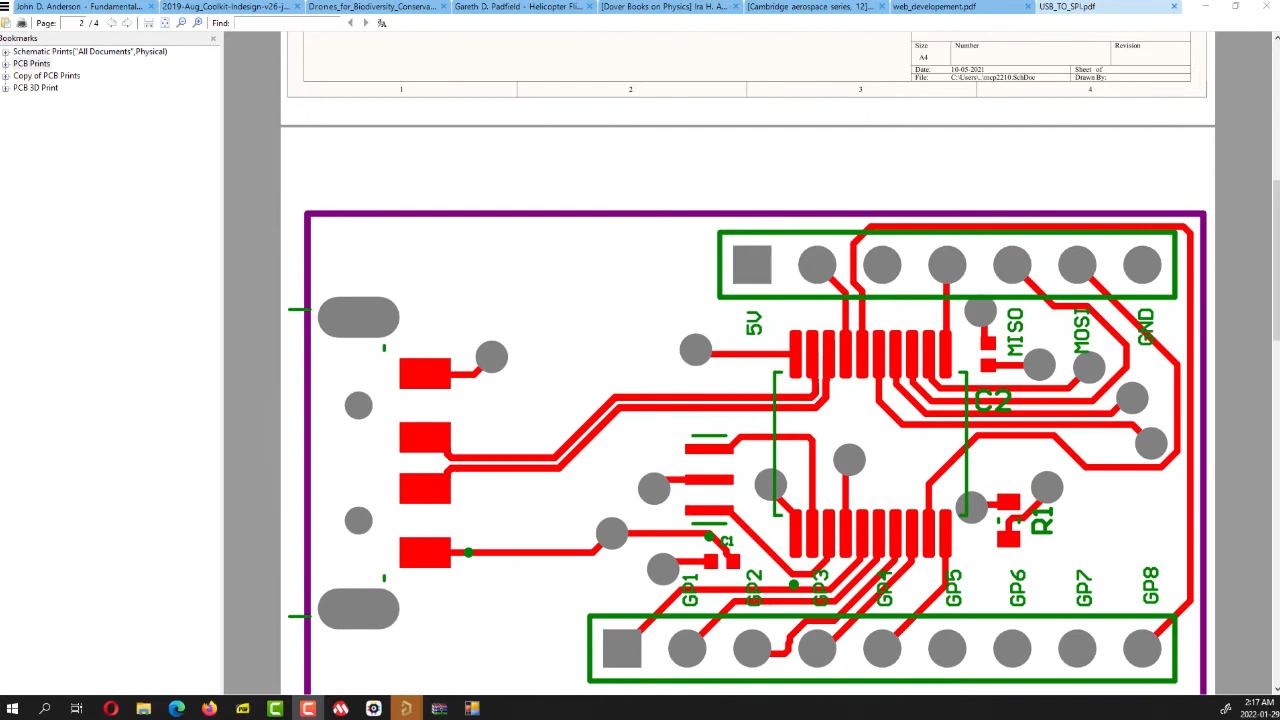 John D. Anderson - Fundamental...
2019-Aug_Coolkit-Indesign-v26-j...
Drones_for_Biodiversity_Conserva...
Gareth D. Padfield - Helicopter Fli...
[Dover Books on Physics] Ira H. A...
[Cambridge aerospace series, 12]...
web_developement.pdf
USB_TO_SPI.pdf
Page: 2 / 4 Find:
Bookmarks
Schematic Prints("All Documents",Physical)
PCB Prints
Copy of PCB Prints
PCB 3D Print
Size Number Revision
A4
Date: 10-05-2021 Sheet of
File: C:\Users\..\mcp2210.SchDoc Drawn By:
1 2 3 4
5V MISO MOSI GND
C2
R1
C1
GP1 GP2 GP3 GP4 GP5 GP6 GP7 GP8
2:17 AM
2022-01-29